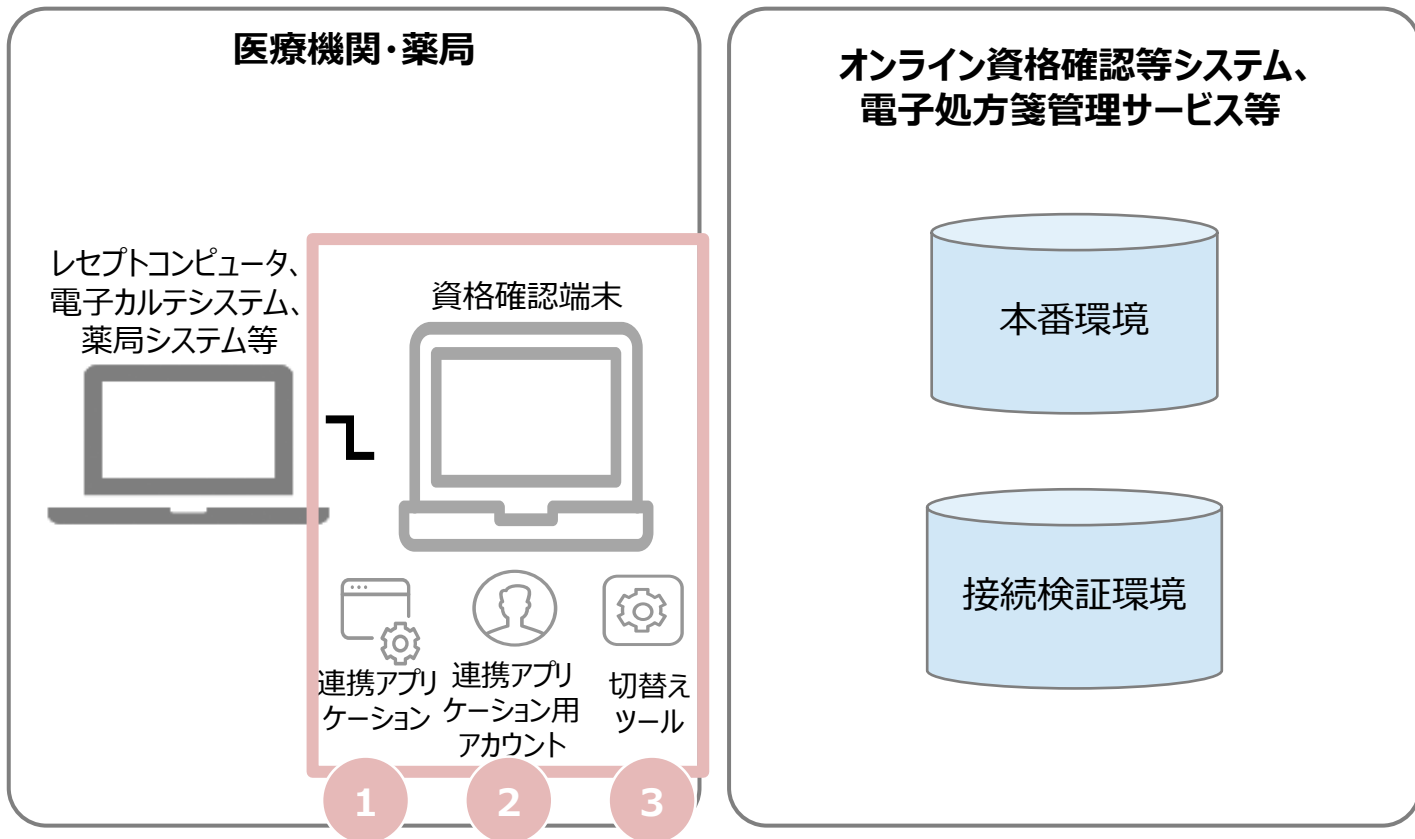 医療機関・薬局
レセプトコンピュータ、
電子カルテシステム、
薬局システム等
資格確認端末
連携アプリ
ケーション
連携アプリ
ケーション用
アカウント
切替え
ツール
1
2
3
オンライン資格確認等システム、
電子処方箋管理サービス等
本番環境
接続検証環境